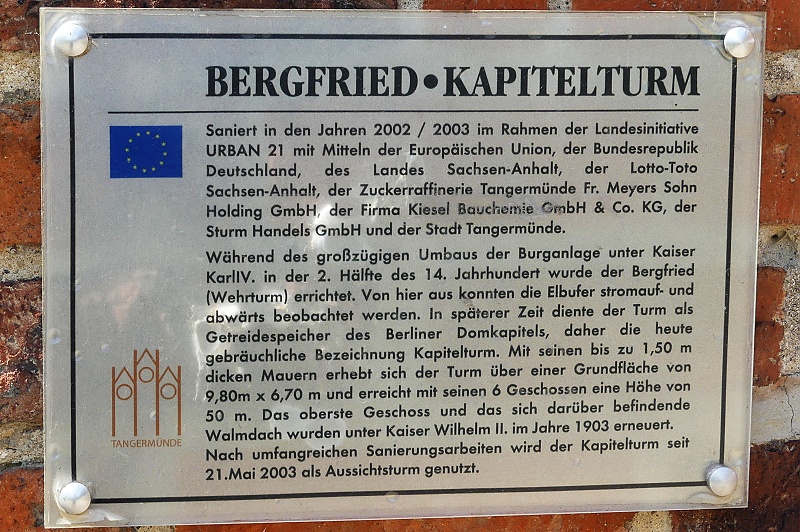 BERGFRIED • KAPITELTURM
Saniert in den Jahren 2002 / 2003 im Rahmen der Landesinitiative
URBAN 21 mit Mitteln der Europäischen Union, der Bundesrepublik
Deutschland, des Landes Sachsen-Anhalt, der Lotto-Toto
Sachsen-Anhalt, der Zuckerraffinerie Tangermünde Fr. Meyers Sohn
Holding GmbH, der Firma Kiesel Bauchemie GmbH & Co. KG, der
Sturm Handels GmbH und der Stadt Tangermünde.
Während des großzügigen Umbaus der Burganlage unter Kaiser
KarlIV. in der 2. Hälfte des 14. Jahrhundert wurde der Bergfried
(Wehrturm) errichtet. Von hier aus konnten die Elbufer stromauf- und
abwärts beobachtet werden. In späterer Zeit diente der Turm als
Getreidespeicher des Berliner Domkapitels, daher die heute
gebräuchliche Bezeichnung Kapitelturm. Mit seinen bis zu 1,50 m
dicken Mauern erhebt sich der Turm über einer Grundfläche von
9,80m x 6,70 m und erreicht mit seinen 6 Geschossen eine Höhe von
50 m. Das oberste Geschoss und das sich darüber befindende
Walmdach wurden unter Kaiser Wilhelm II. im Jahre 1903 erneuert.
Nach umfangreichen Sanierungsarbeiten wird der Kapitelturm seit
21.Mai 2003 als Aussichtsturm genutzt.
TANGERMÜNDE